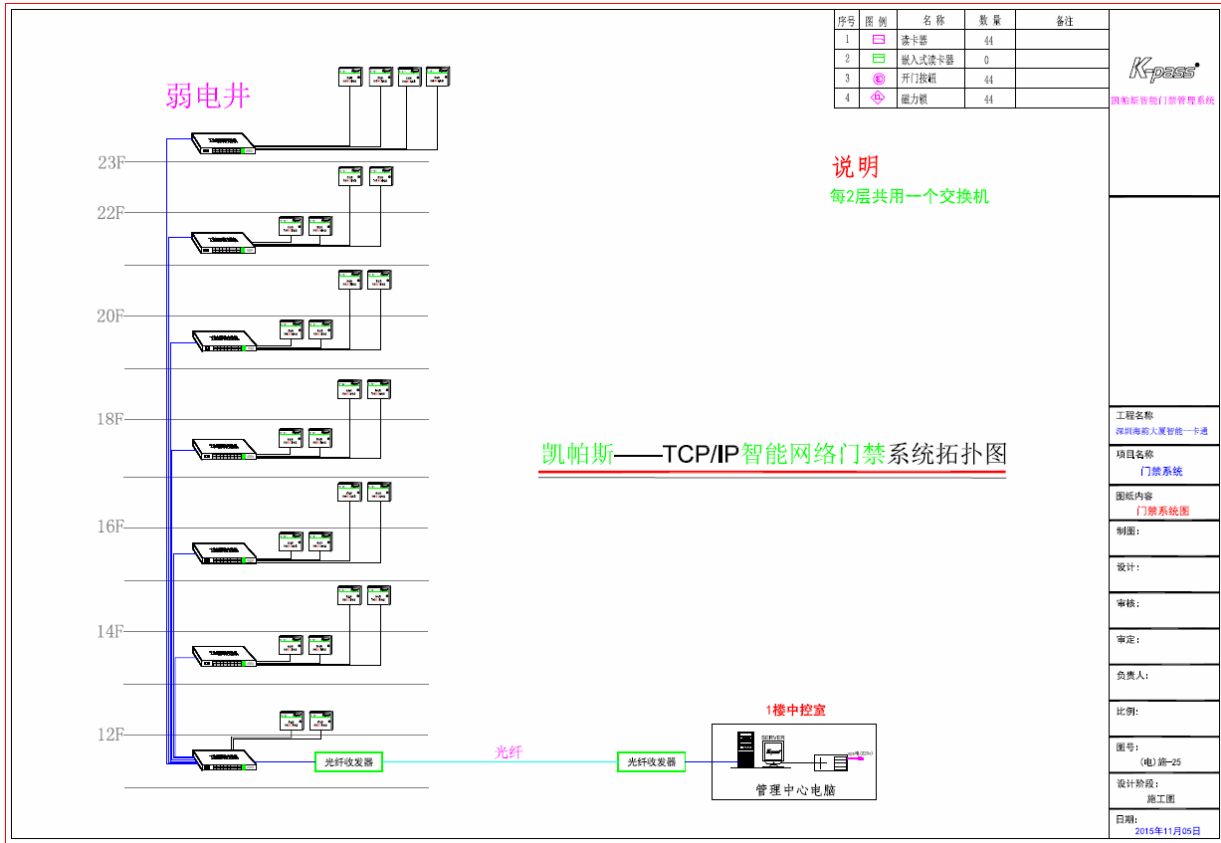 序号 图 例 名 称 数 量 备注
1 读卡器 44
2 嵌入式读卡器 0
3 开门按钮 44
4 磁力锁 44
K-pass
凯帕斯智能门禁管理系统
弱电井
说明
每2层共用一个交换机
23F
22F
20F
18F
16F
14F
12F
凯帕斯——TCP/IP智能网络门禁系统拓扑图
光纤收发器
光纤
光纤收发器
1楼中控室
SERVER
管理中心电脑
工程名称
深圳海能大厦智能一卡通
项目名称
门禁系统
图纸内容
门禁系统图
制图：
设计：
审核：
审定：
负责人：
比例：
图号：
(电)施-25
设计阶段：
施工图
日期：
2015年11月05日